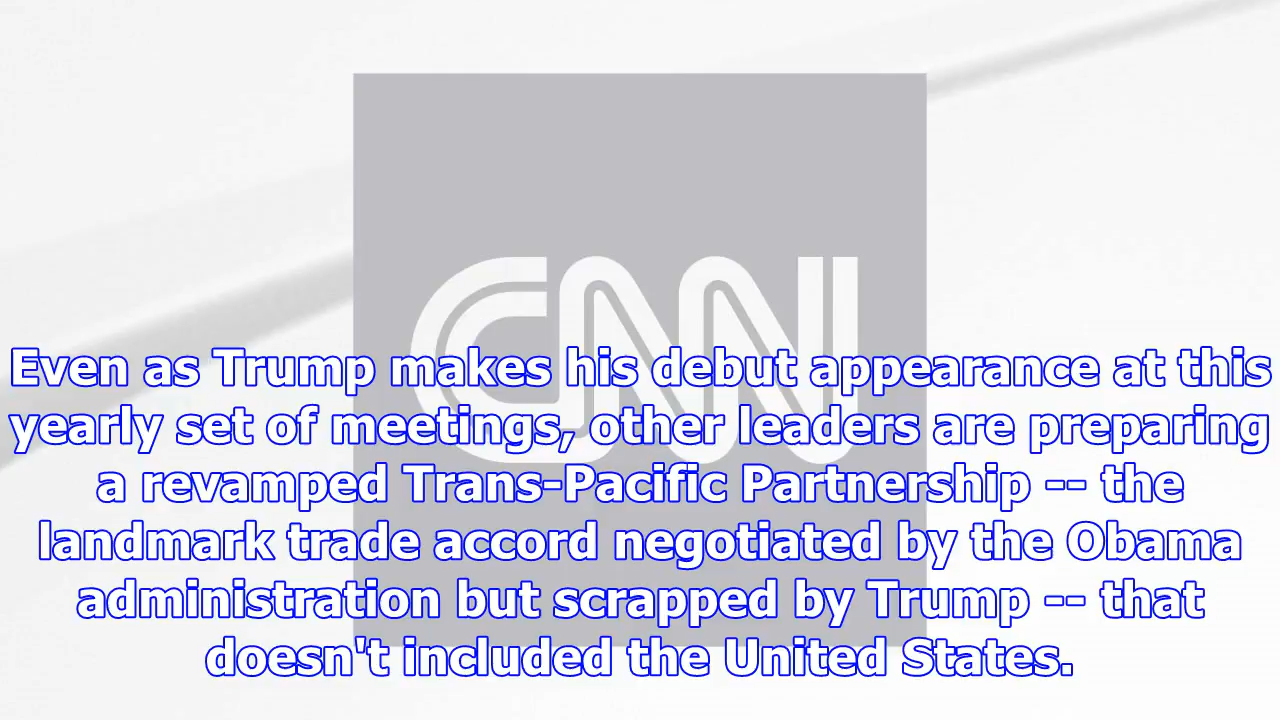 CNN
Even as Trump makes his debut appearance at this
yearly set of meetings, other leaders are preparing
a revamped Trans-Pacific Partnership -- the
landmark trade accord negotiated by the Obama
administration but scrapped by Trump -- that
doesn't included the United States.